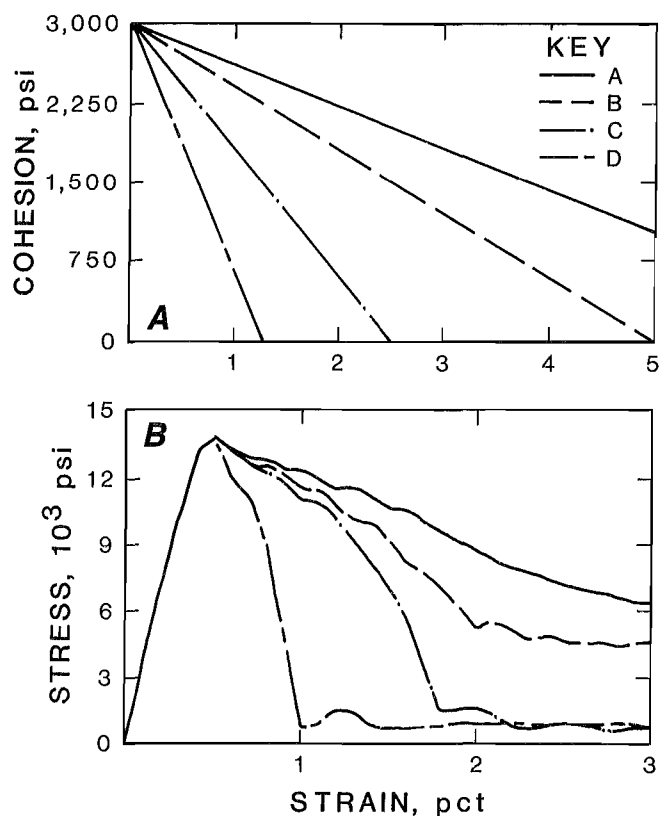 3,000
2,250
1,500
750
0
COHESION, psi
KEY
A
B
C
D
A
1
2
3
4
5
15
12
9
6
3
0
STRESS, 10³ psi
B
1
2
3
STRAIN, pct